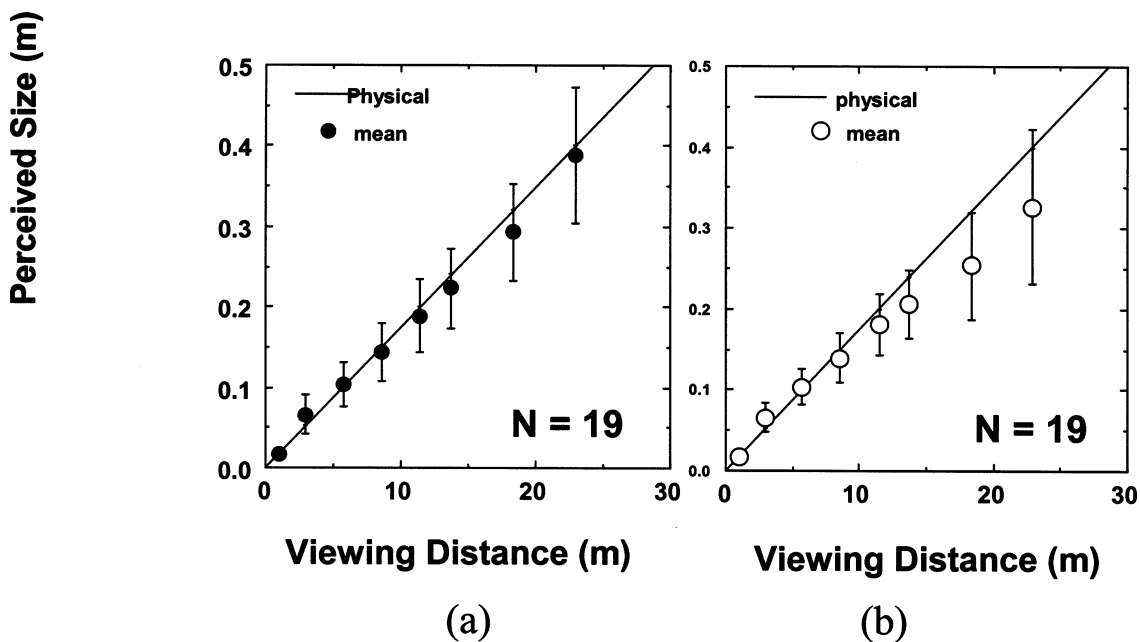 Perceived Size (m)
0.5
0.4
0.3
0.2
0.1
0.0
Physical
mean
N = 19
0 10 20 30
Viewing Distance (m)
(a)
0.5
0.4
0.3
0.2
0.1
0.0
physical
mean
N = 19
0 10 20 30
Viewing Distance (m)
(b)